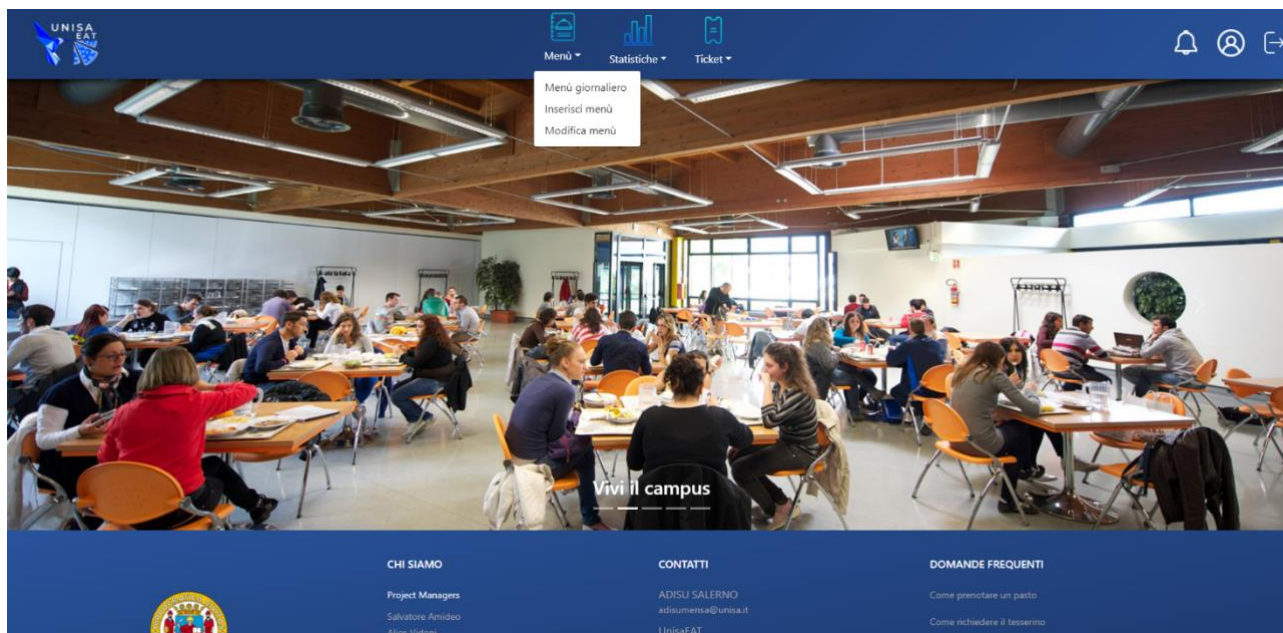 UNISA
EAT
Menù
Statistiche
Ticket
Menù giornaliero
Inserisci menù
Modifica menù
Vivi il campus
CHI SIAMO
CONTATTI
DOMANDE FREQUENTI
Project Managers
ADISU SALERNO
Come prenotare un pasto
adisumensa@unisa.it
Salvatore Amideo
Come richiedere il tesserino
UnisaEAT